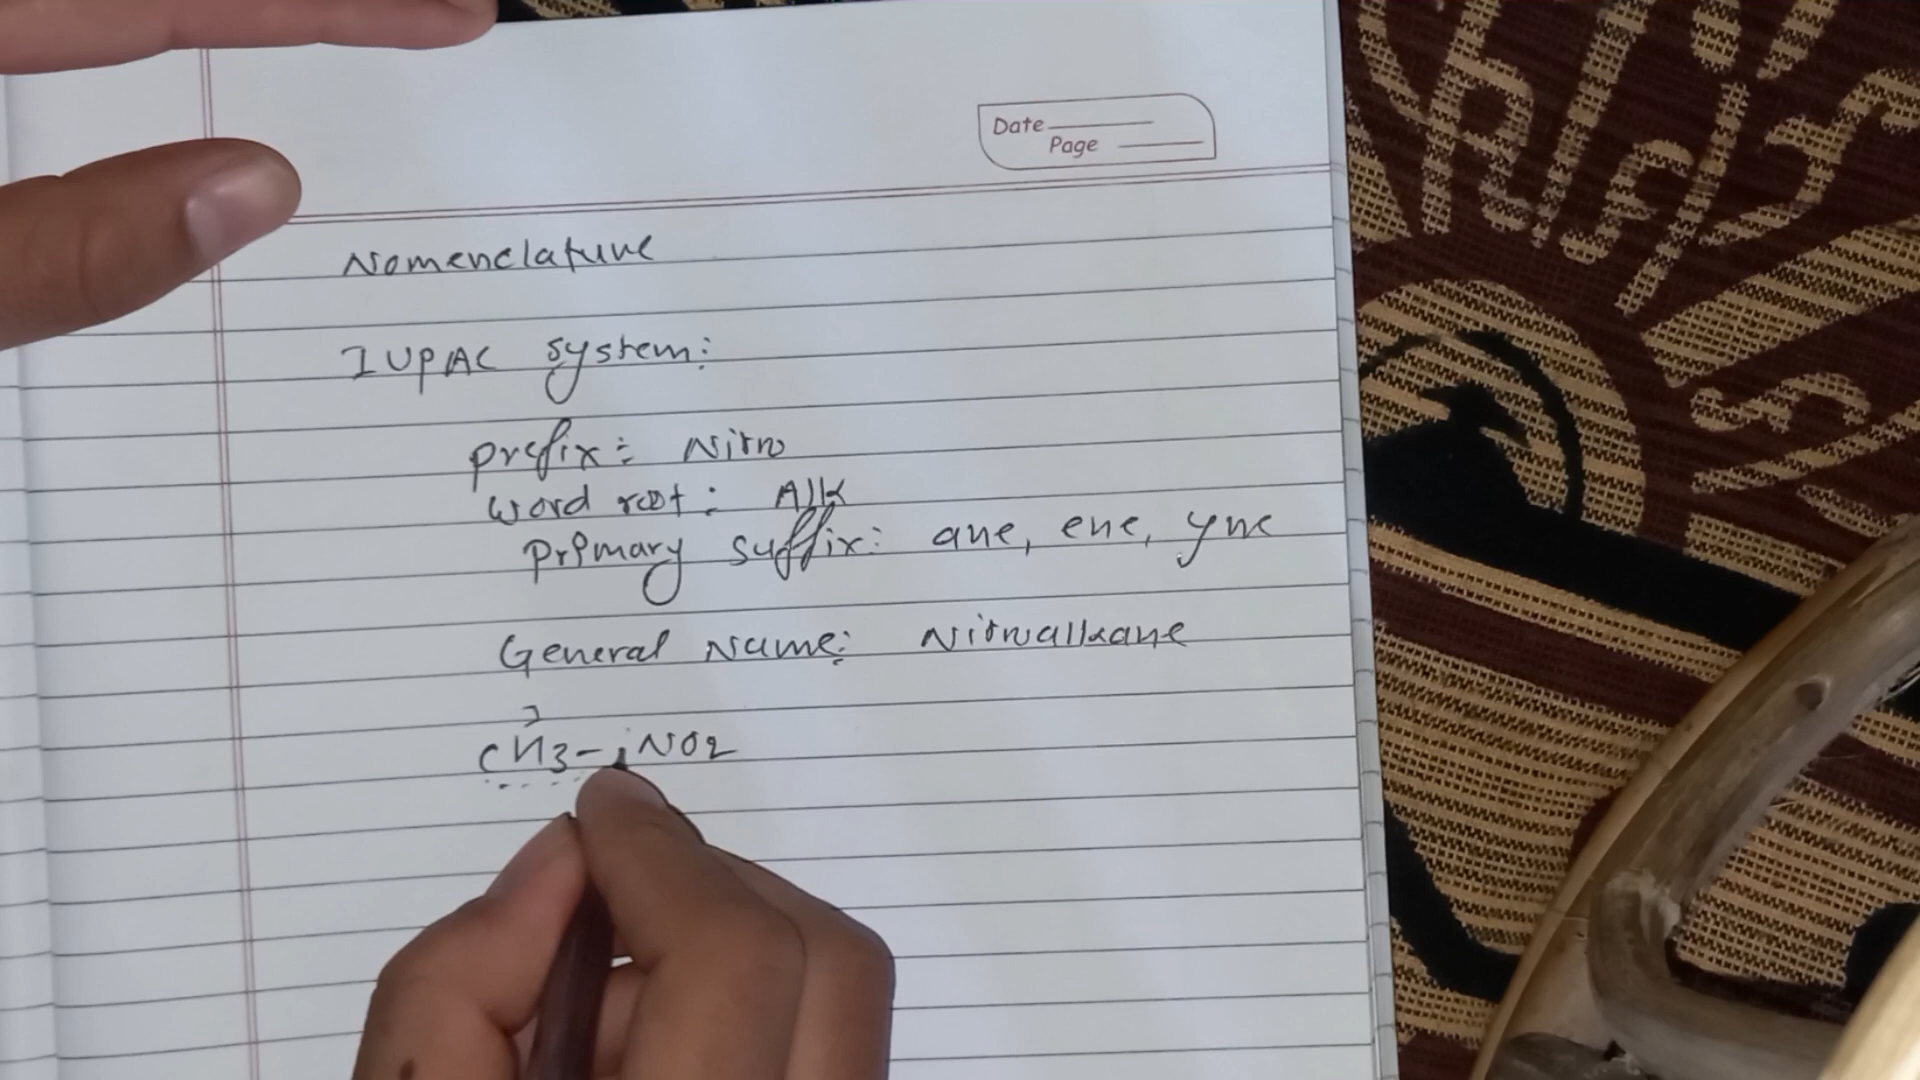 Date
Page
Nomenclature
IUPAC system:
prefix: Nitro
word root: Alk
Primary suffix: ane, ene, yne
General Name: Nitroalkane
CH3-NO2